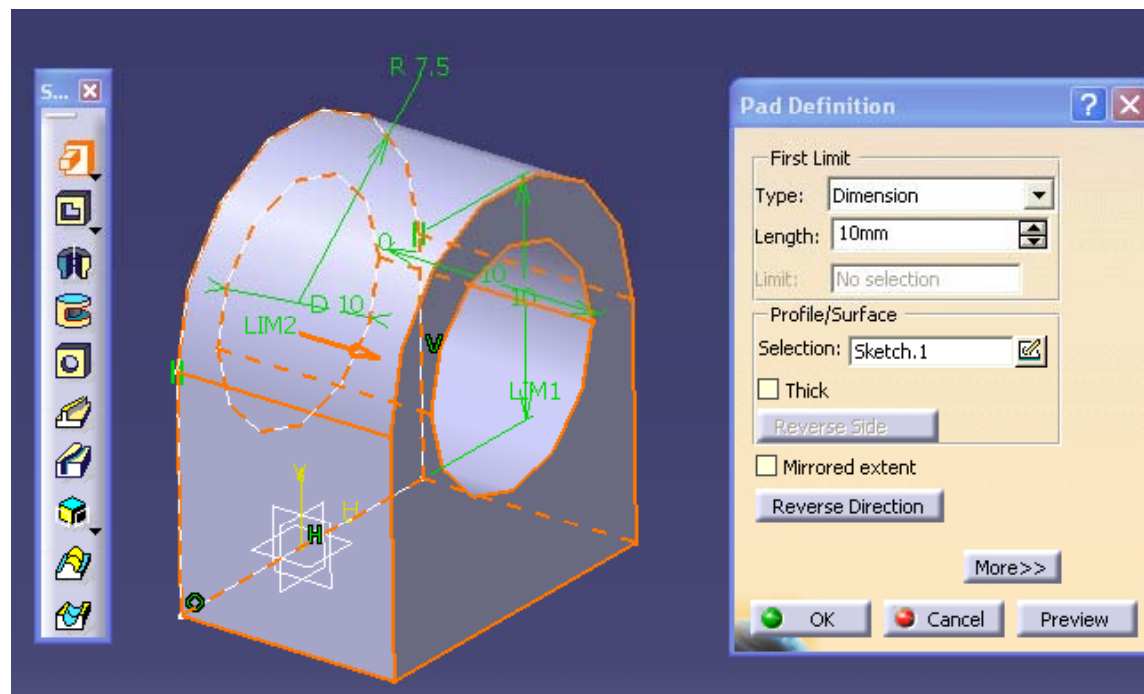 S...
R 7.5
0
10
10
D 10
LIM2
V
LIM1
H
V
H
H
Pad Definition
First Limit
Type: Dimension
Length: 10mm
Limit: No selection
Profile/Surface
Selection: Sketch.1
Thick
Reverse Side
Mirrored extent
Reverse Direction
More>>
OK Cancel Preview